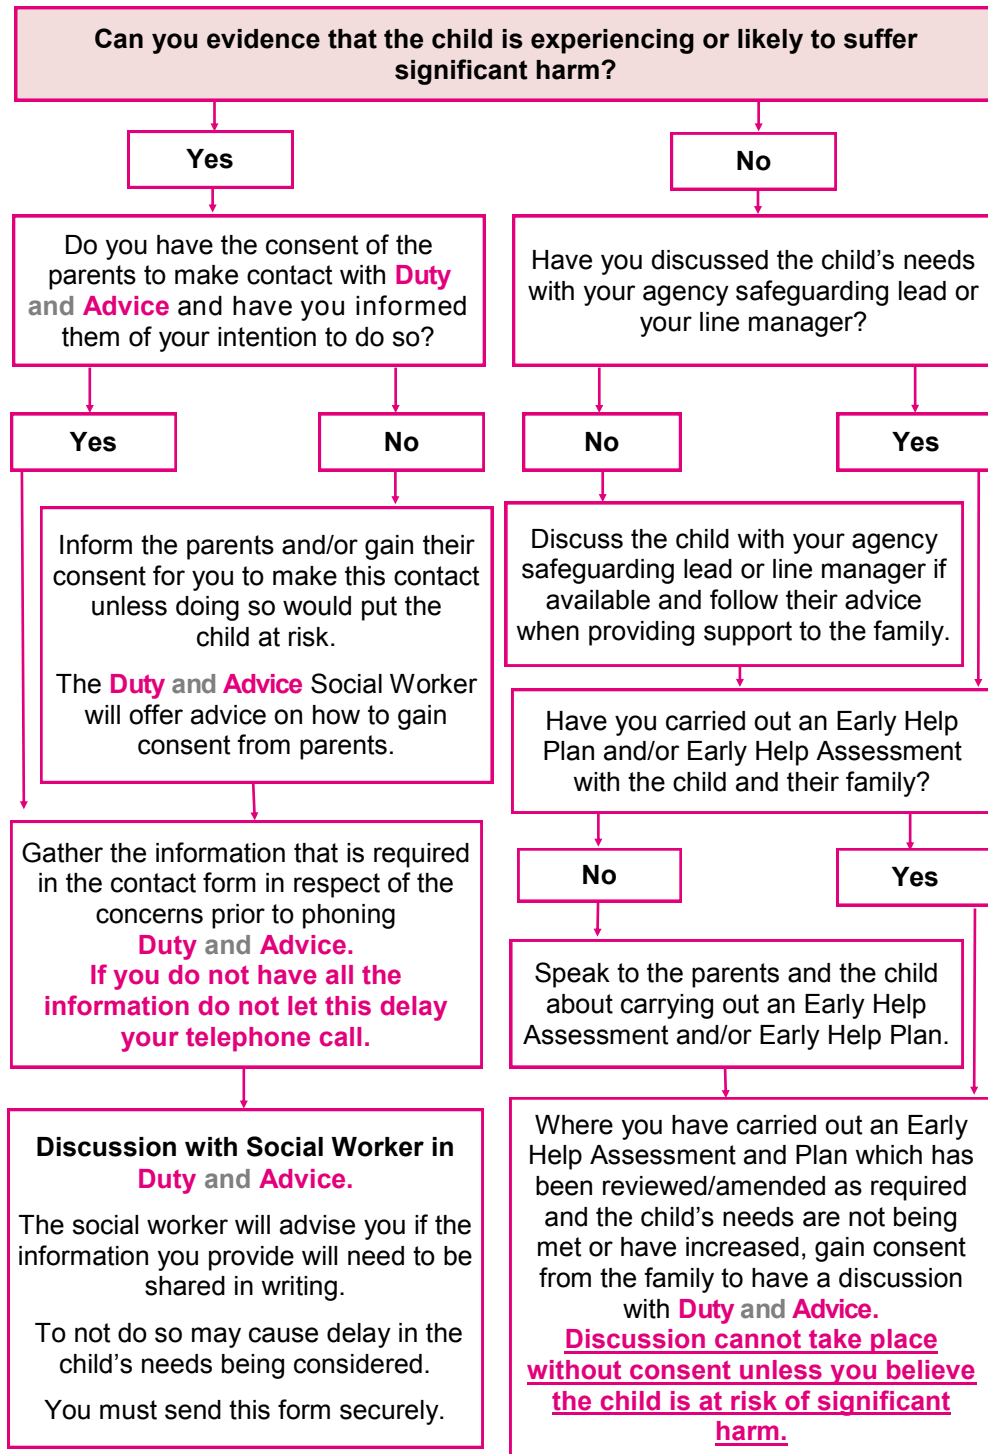 Can you evidence that the child is experiencing or likely to suffer
significant harm?
Yes
No
Do you have the consent of the
parents to make contact with Duty
and Advice and have you informed
them of your intention to do so?
Have you discussed the child’s needs
with your agency safeguarding lead or
your line manager?
Yes
No
No
Yes
Inform the parents and/or gain their
consent for you to make this contact
unless doing so would put the
child at risk.
The Duty and Advice Social Worker
will offer advice on how to gain
consent from parents.
Discuss the child with your agency
safeguarding lead or line manager if
available and follow their advice
when providing support to the family.
Have you carried out an Early Help
Plan and/or Early Help Assessment
with the child and their family?
Gather the information that is required
in the contact form in respect of the
concerns prior to phoning
Duty and Advice.
If you do not have all the
information do not let this delay
your telephone call.
No
Yes
Speak to the parents and the child
about carrying out an Early Help
Assessment and/or Early Help Plan.
Discussion with Social Worker in
Duty and Advice.
The social worker will advise you if the
information you provide will need to be
shared in writing.
To not do so may cause delay in the
child’s needs being considered.
You must send this form securely.
Where you have carried out an Early
Help Assessment and Plan which has
been reviewed/amended as required
and the child’s needs are not being
met or have increased, gain consent
from the family to have a discussion
with Duty and Advice.
Discussion cannot take place
without consent unless you believe
the child is at risk of significant
harm.